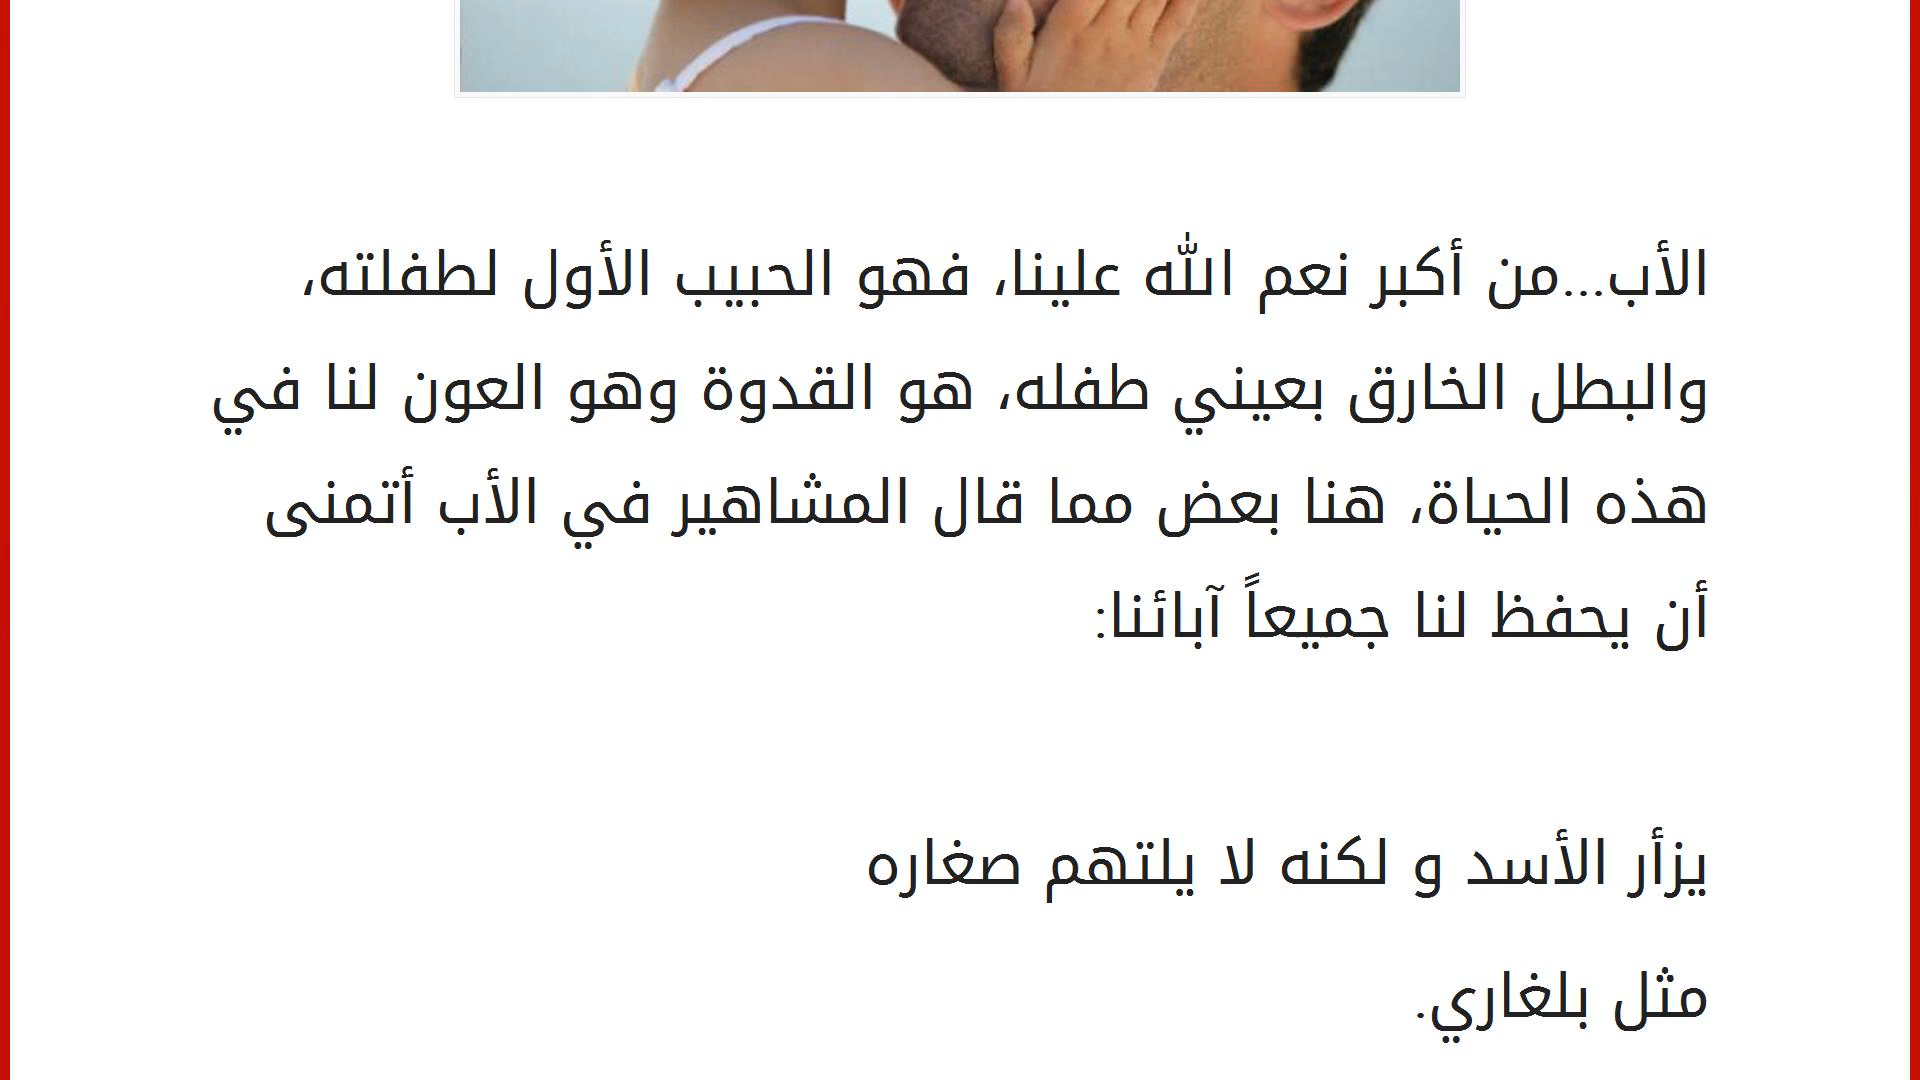 الأب...من أكبر نعم الله علينا، فهو الحبيب الأول لطفلته،
والبطل الخارق بعيني طفله، هو القدوة وهو العون لنا في
هذه الحياة، هنا بعض مما قال المشاهير في الأب أتمنى
أن يحفظ لنا جميعاً آبائنا:
يزأر الأسد و لكنه لا يلتهم صغاره
مثل بلغاري.